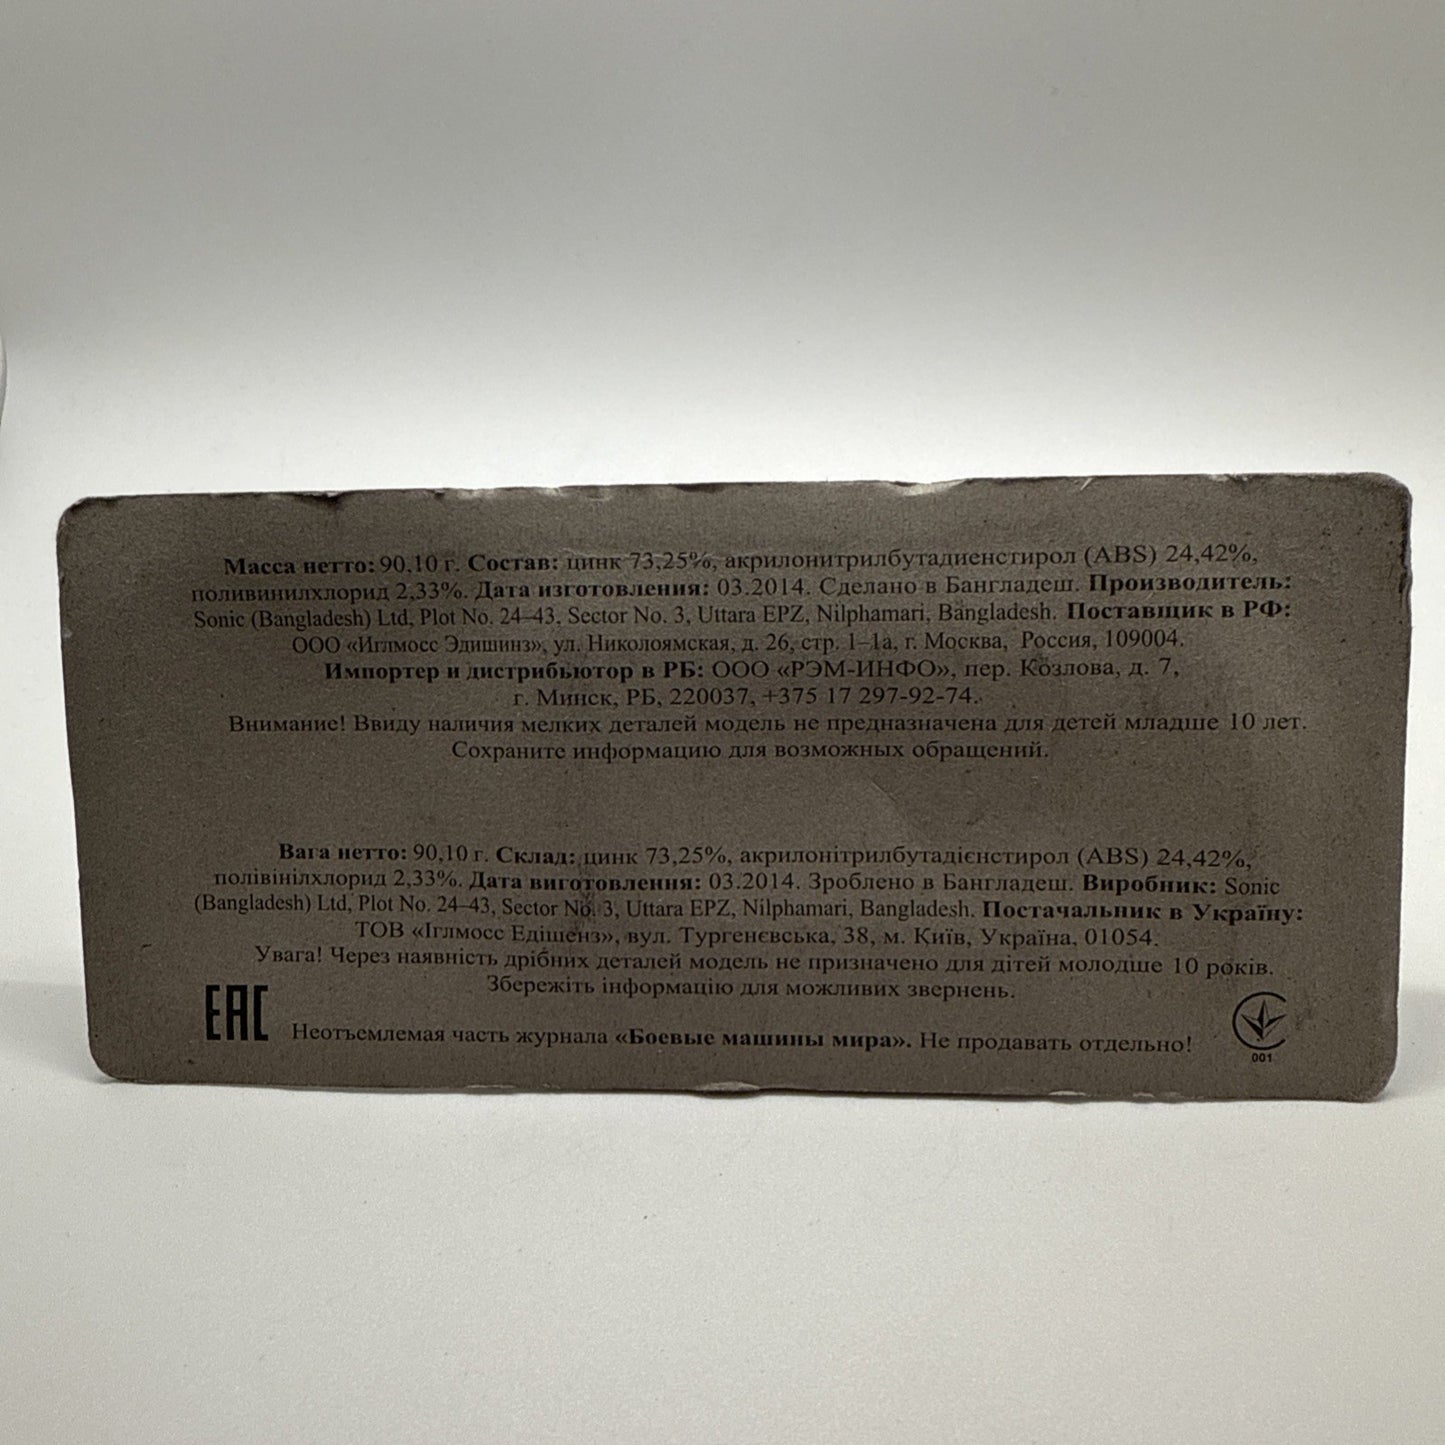 Масса нетто: 90,10 г. Состав: цинк 73,25%, акрилонитрилбутадиенстирол (ABS) 24,42%,
поливинилхлорид 2,33%. Дата изготовления: 03.2014. Сделано в Бангладеш. Производитель:
Sonic (Bangladesh) Ltd, Plot No. 24–43, Sector No. 3, Uttara EPZ, Nilphamari, Bangladesh. Поставщик в РФ:
ООО «Иглмосс Эдишинз», ул. Николоямская, д. 26, стр. 1–1а, г. Москва, Россия, 109004.
Импортер и дистрибьютор в РБ: ООО «РЭМ-ИНФО», пер. Козлова, д. 7,
г. Минск, РБ, 220037, +375 17 297-92-74.
Внимание! Ввиду наличия мелких деталей модель не предназначена для детей младше 10 лет.
Сохраните информацию для возможных обращений.
Вага нетто: 90,10 г. Склад: цинк 73,25%, акрилонітрилбутадієнстирол (ABS) 24,42%,
полівінілхлорид 2,33%. Дата виготовлення: 03.2014. Зроблено в Бангладеш. Виробник: Sonic
(Bangladesh) Ltd, Plot No. 24–43, Sector No. 3, Uttara EPZ, Nilphamari, Bangladesh. Постачальник в Україну:
ТОВ «Іглмосс Едішенз», вул. Тургенєвська, 38, м. Київ, Україна, 01054.
Увага! Через наявність дрібних деталей модель не призначено для дітей молодше 10 років.
Збережіть інформацію для можливих звернень.
EAC
Неотъемлемая часть журнала «Боевые машины мира». Не продавать отдельно!
001